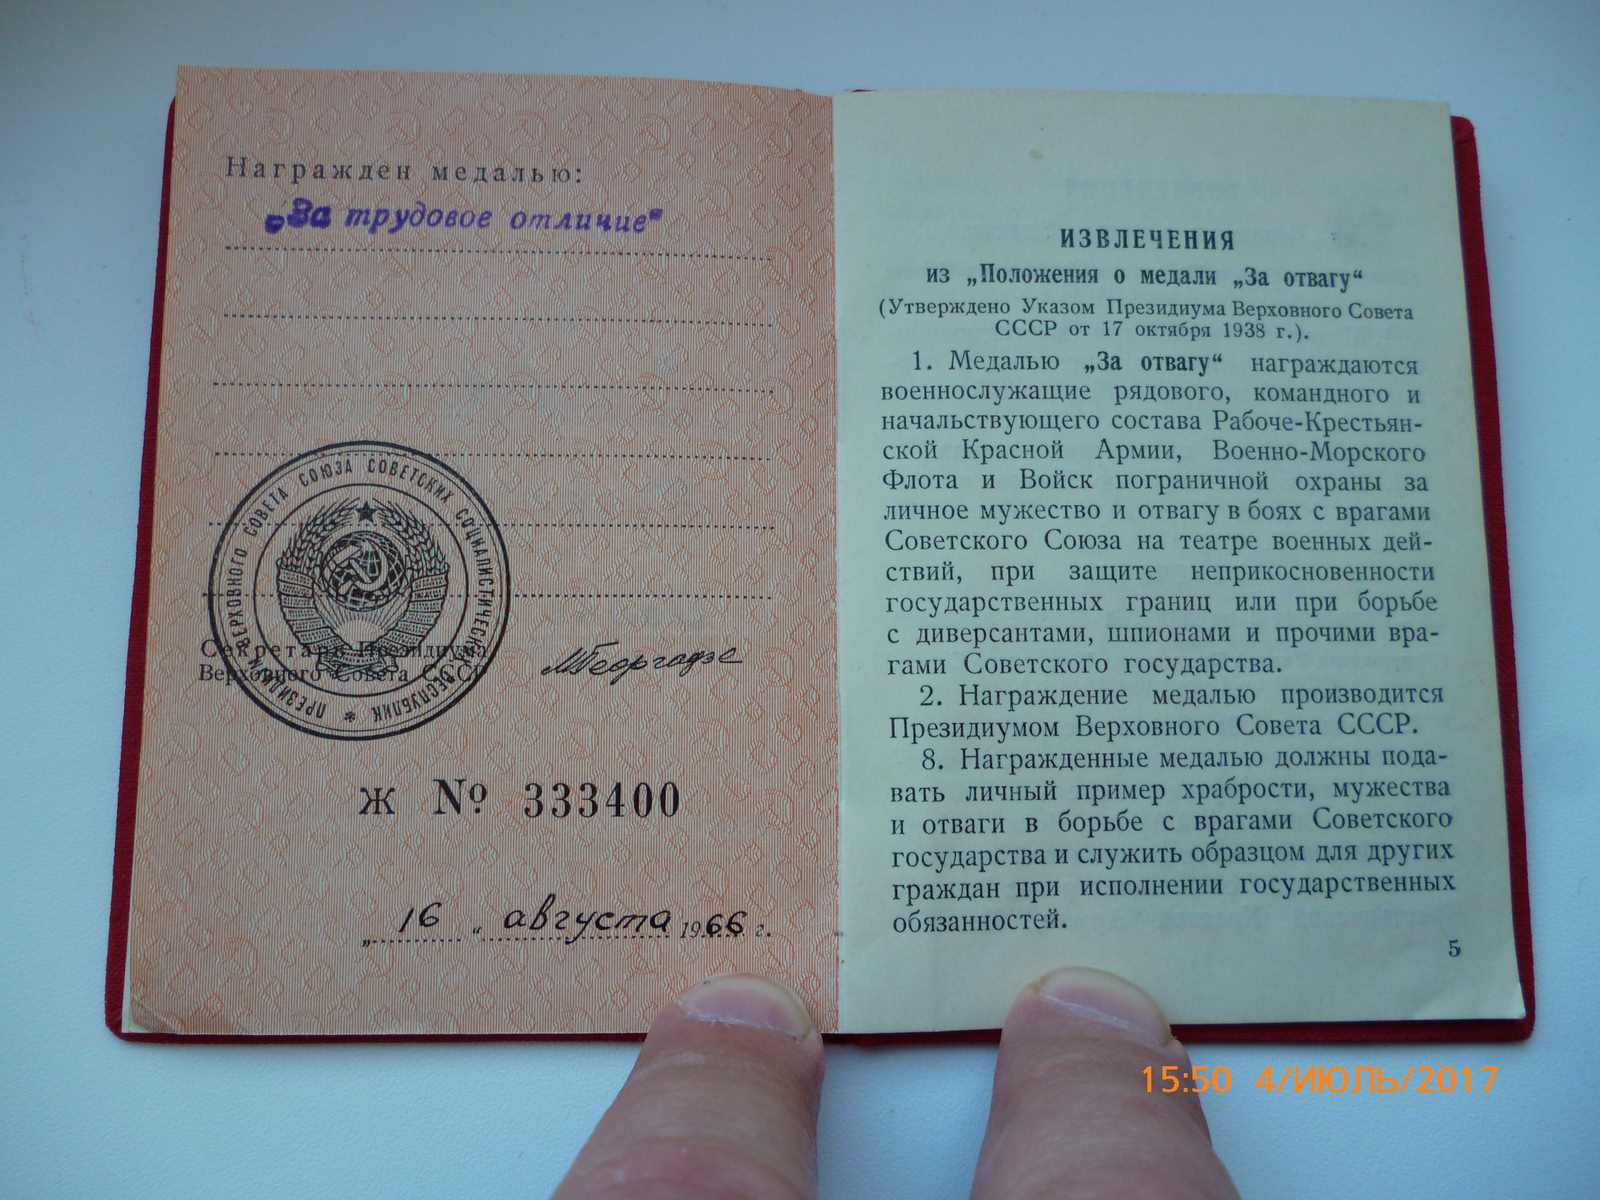 Награжден медалью:
„За трудовое отличие“
ПРЕЗИДИУМ ВЕРХОВНОГО СОВЕТА СОЮЗА СОВЕТСКИХ СОЦИАЛИСТИЧЕСКИХ РЕСПУБЛИК *
Секретарь Президиума
Верховного Совета СССР
МГеоргадзе
Ж № 333400
„16“ августа 1966 г.
ИЗВЛЕЧЕНИЯ
из „Положения о медали „За отвагу“
(Утверждено Указом Президиума Верховного Совета
СССР от 17 октября 1938 г.).
1. Медалью „За отвагу“ награждаются
военнослужащие рядового, командного и
начальствующего состава Рабоче-Крестьян-
ской Красной Армии, Военно-Морского
Флота и Войск пограничной охраны за
личное мужество и отвагу в боях с врагами
Советского Союза на театре военных дей-
ствий, при защите неприкосновенности
государственных границ или при борьбе
с диверсантами, шпионами и прочими вра-
гами Советского государства.
2. Награждение медалью производится
Президиумом Верховного Совета СССР.
8. Награжденные медалью должны пода-
вать личный пример храбрости, мужества
и отваги в борьбе с врагами Советского
государства и служить образцом для других
граждан при исполнении государственных
обязанностей.
5
15:50 4/ИЮЛЬ/2017